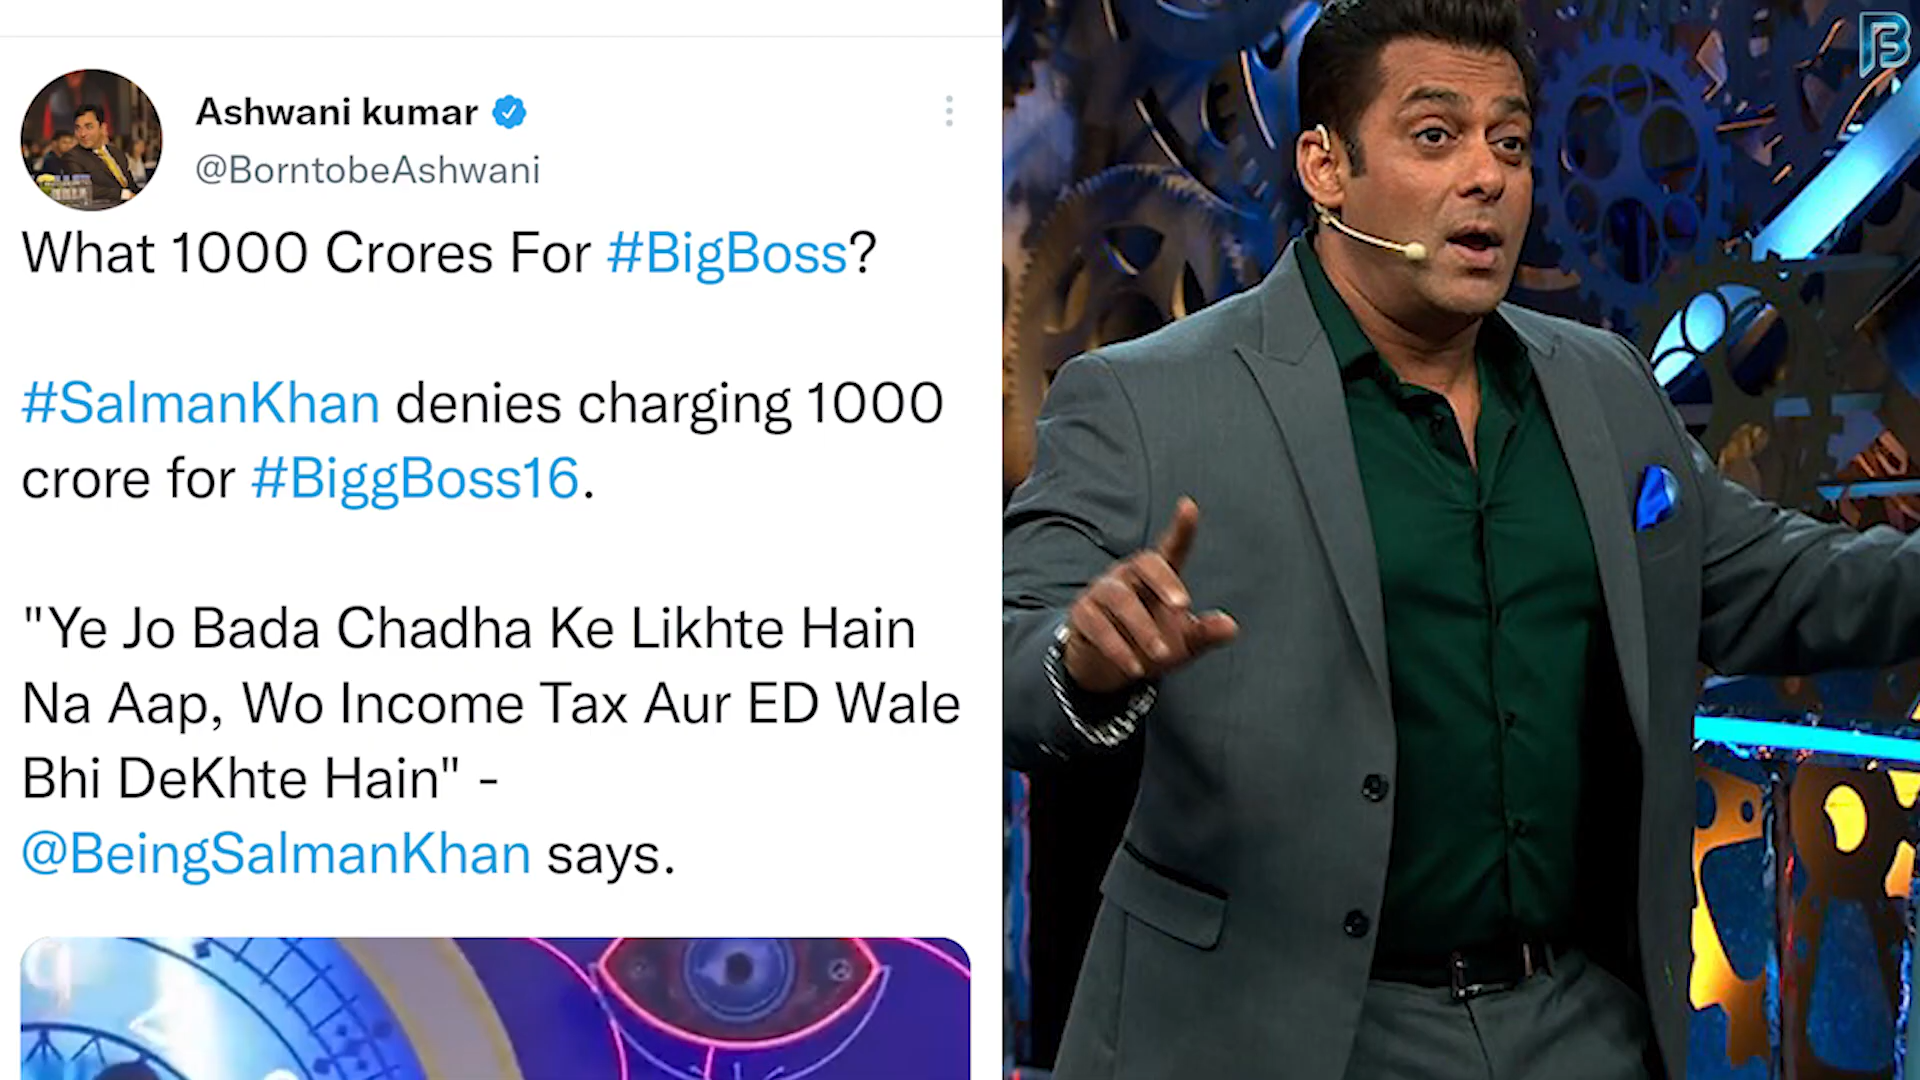 Ashwani kumar
@BorntobeAshwani
What 1000 Crores For #BigBoss?
#SalmanKhan denies charging 1000
crore for #BiggBoss16.
"Ye Jo Bada Chadha Ke Likhte Hain
Na Aap, Wo Income Tax Aur ED Wale
Bhi DeKhte Hain" -
@BeingSalmanKhan says.
B